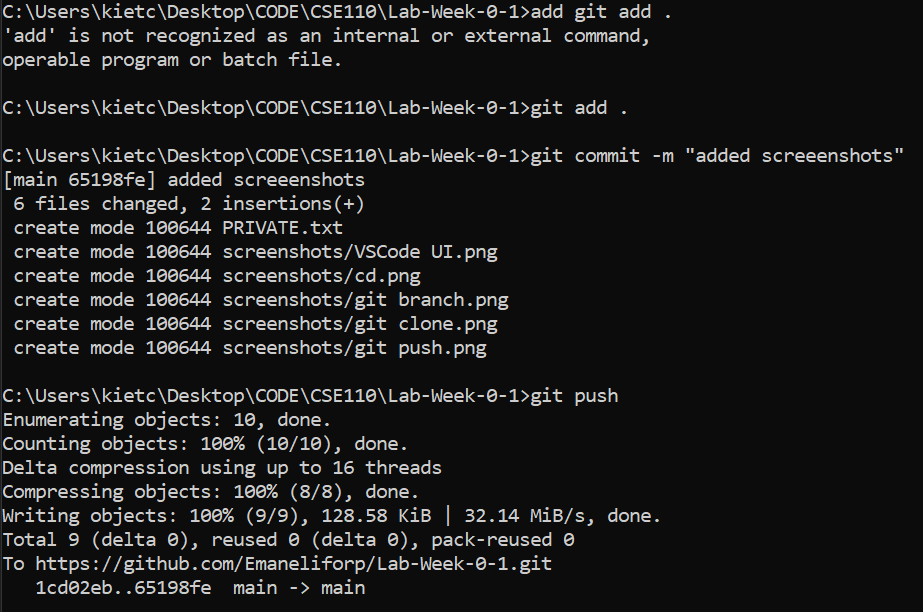 C:\Users\kietc\Desktop\CODE\CSE110\Lab-Week-0-1>add git add .
'add' is not recognized as an internal or external command,
operable program or batch file.
C:\Users\kietc\Desktop\CODE\CSE110\Lab-Week-0-1>git add .
C:\Users\kietc\Desktop\CODE\CSE110\Lab-Week-0-1>git commit -m "added screeenshots"
[main 65198fe] added screeenshots
 6 files changed, 2 insertions(+)
 create mode 100644 PRIVATE.txt
 create mode 100644 screenshots/VSCode UI.png
 create mode 100644 screenshots/cd.png
 create mode 100644 screenshots/git branch.png
 create mode 100644 screenshots/git clone.png
 create mode 100644 screenshots/git push.png
C:\Users\kietc\Desktop\CODE\CSE110\Lab-Week-0-1>git push
Enumerating objects: 10, done.
Counting objects: 100% (10/10), done.
Delta compression using up to 16 threads
Compressing objects: 100% (8/8), done.
Writing objects: 100% (9/9), 128.58 KiB | 32.14 MiB/s, done.
Total 9 (delta 0), reused 0 (delta 0), pack-reused 0
To https://github.com/Emaneliforp/Lab-Week-0-1.git
   1cd02eb..65198fe  main -> main